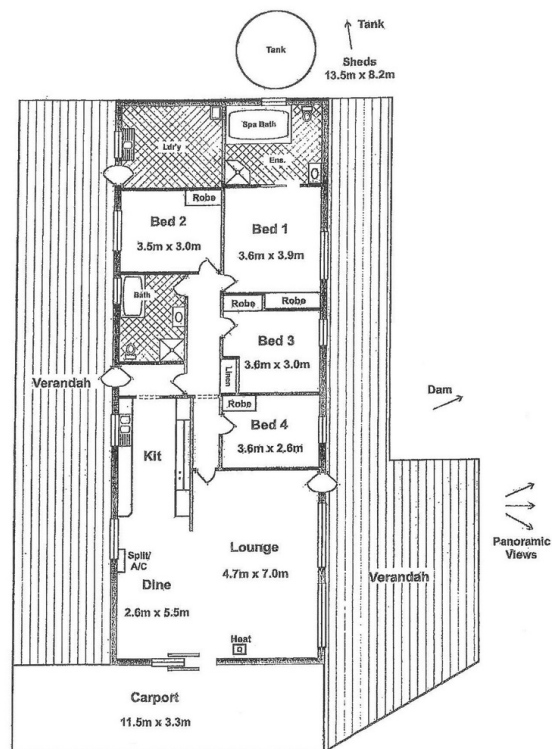 Tank
Tank
Sheds
13.5m x 8.2m
Spa Bath
Ldr'y
Ens.
Robe
Bed 2
3.5m x 3.0m
Bed 1
3.6m x 3.9m
Bath
Robe
Robe
Bed 3
3.6m x 3.0m
Linen
Verandah
Dam
Robe
Bed 4
3.6m x 2.6m
Kit
Panoramic
Views
Split/
A/C
Lounge
4.7m x 7.0m
Verandah
Dine
2.6m x 5.5m
Heat
Carport
11.5m x 3.3m